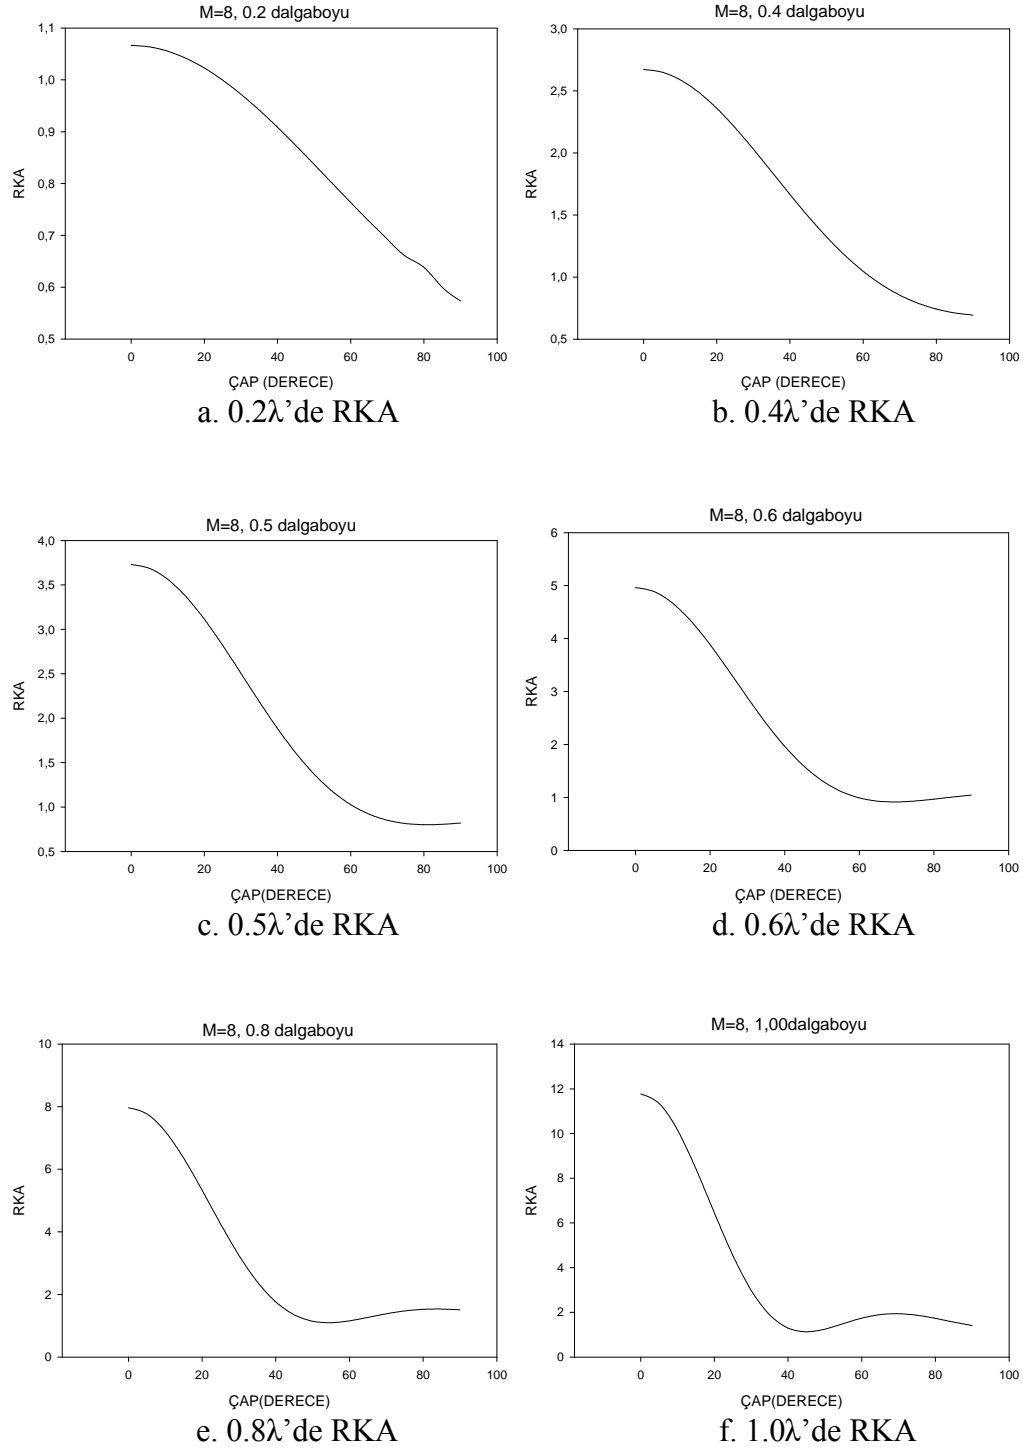 M=8, 0.2 dalgaboyu
1,1
1,0
0,9
0,8
0,7
0,6
0,5
RKA
0 20 40 60 80 100
ÇAP (DERECE)
a. 0.2λ’de RKA
M=8, 0.4 dalgaboyu
3,0
2,5
2,0
1,5
1,0
0,5
RKA
0 20 40 60 80 100
ÇAP (DERECE)
b. 0.4λ’de RKA
M=8, 0.5 dalgaboyu
4,0
3,5
3,0
2,5
2,0
1,5
1,0
0,5
RKA
0 20 40 60 80 100
ÇAP(DERECE)
c. 0.5λ’de RKA
M=8, 0.6 dalgaboyu
6
5
4
3
2
1
0
RKA
0 20 40 60 80 100
ÇAP(DERECE)
d. 0.6λ’de RKA
M=8, 0.8 dalgaboyu
10
8
6
4
2
0
RKA
0 20 40 60 80 100
ÇAP(DERECE)
e. 0.8λ’de RKA
M=8, 1,00dalgaboyu
14
12
10
8
6
4
2
0
RKA
0 20 40 60 80 100
ÇAP(DERECE)
f. 1.0λ’de RKA